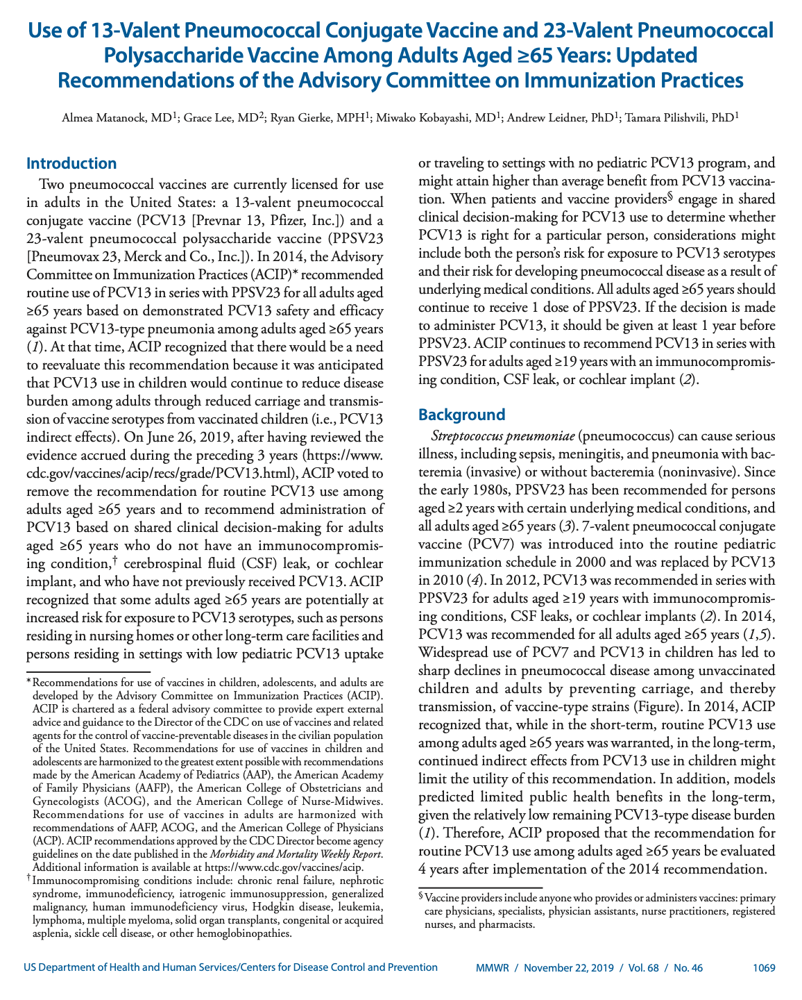 Use of 13-Valent Pneumococcal Conjugate Vaccine and 23-Valent Pneumococcal
Polysaccharide Vaccine Among Adults Aged ≥65 Years: Updated
Recommendations of the Advisory Committee on Immunization Practices
Almea Matanock, MD1; Grace Lee, MD2; Ryan Gierke, MPH1; Miwako Kobayashi, MD1; Andrew Leidner, PhD1; Tamara Pilishvili, PhD1
Introduction
Two pneumococcal vaccines are currently licensed for use
in adults in the United States: a 13-valent pneumococcal
conjugate vaccine (PCV13 [Prevnar 13, Pfizer, Inc.]) and a
23-valent pneumococcal polysaccharide vaccine (PPSV23
[Pneumovax 23, Merck and Co., Inc.]). In 2014, the Advisory
Committee on Immunization Practices (ACIP)* recommended
routine use of PCV13 in series with PPSV23 for all adults aged
≥65 years based on demonstrated PCV13 safety and efficacy
against PCV13-type pneumonia among adults aged ≥65 years
(1). At that time, ACIP recognized that there would be a need
to reevaluate this recommendation because it was anticipated
that PCV13 use in children would continue to reduce disease
burden among adults through reduced carriage and transmis-
sion of vaccine serotypes from vaccinated children (i.e., PCV13
indirect effects). On June 26, 2019, after having reviewed the
evidence accrued during the preceding 3 years (https://www.
cdc.gov/vaccines/acip/recs/grade/PCV13.html), ACIP voted to
remove the recommendation for routine PCV13 use among
adults aged ≥65 years and to recommend administration of
PCV13 based on shared clinical decision-making for adults
aged ≥65 years who do not have an immunocompromis-
ing condition,† cerebrospinal fluid (CSF) leak, or cochlear
implant, and who have not previously received PCV13. ACIP
recognized that some adults aged ≥65 years are potentially at
increased risk for exposure to PCV13 serotypes, such as persons
residing in nursing homes or other long-term care facilities and
persons residing in settings with low pediatric PCV13 uptake
* Recommendations for use of vaccines in children, adolescents, and adults are
developed by the Advisory Committee on Immunization Practices (ACIP).
ACIP is chartered as a federal advisory committee to provide expert external
advice and guidance to the Director of the CDC on use of vaccines and related
agents for the control of vaccine-preventable diseases in the civilian population
of the United States. Recommendations for use of vaccines in children and
adolescents are harmonized to the greatest extent possible with recommendations
made by the American Academy of Pediatrics (AAP), the American Academy
of Family Physicians (AAFP), the American College of Obstetricians and
Gynecologists (ACOG), and the American College of Nurse-Midwives.
Recommendations for use of vaccines in adults are harmonized with
recommendations of AAFP, ACOG, and the American College of Physicians
(ACP). ACIP recommendations approved by the CDC Director become agency
guidelines on the date published in the Morbidity and Mortality Weekly Report.
Additional information is available at https://www.cdc.gov/vaccines/acip.
† Immunocompromising conditions include: chronic renal failure, nephrotic
syndrome, immunodeficiency, iatrogenic immunosuppression, generalized
malignancy, human immunodeficiency virus, Hodgkin disease, leukemia,
lymphoma, multiple myeloma, solid organ transplants, congenital or acquired
asplenia, sickle cell disease, or other hemoglobinopathies.
or traveling to settings with no pediatric PCV13 program, and
might attain higher than average benefit from PCV13 vaccina-
tion. When patients and vaccine providers§ engage in shared
clinical decision-making for PCV13 use to determine whether
PCV13 is right for a particular person, considerations might
include both the person's risk for exposure to PCV13 serotypes
and their risk for developing pneumococcal disease as a result of
underlying medical conditions. All adults aged ≥65 years should
continue to receive 1 dose of PPSV23. If the decision is made
to administer PCV13, it should be given at least 1 year before
PPSV23. ACIP continues to recommend PCV13 in series with
PPSV23 for adults aged ≥19 years with an immunocompromis-
ing condition, CSF leak, or cochlear implant (2).
Background
Streptococcus pneumoniae (pneumococcus) can cause serious
illness, including sepsis, meningitis, and pneumonia with bac-
teremia (invasive) or without bacteremia (noninvasive). Since
the early 1980s, PPSV23 has been recommended for persons
aged ≥2 years with certain underlying medical conditions, and
all adults aged ≥65 years (3). 7-valent pneumococcal conjugate
vaccine (PCV7) was introduced into the routine pediatric
immunization schedule in 2000 and was replaced by PCV13
in 2010 (4). In 2012, PCV13 was recommended in series with
PPSV23 for adults aged ≥19 years with immunocompromis-
ing conditions, CSF leaks, or cochlear implants (2). In 2014,
PCV13 was recommended for all adults aged ≥65 years (1,5).
Widespread use of PCV7 and PCV13 in children has led to
sharp declines in pneumococcal disease among unvaccinated
children and adults by preventing carriage, and thereby
transmission, of vaccine-type strains (Figure). In 2014, ACIP
recognized that, while in the short-term, routine PCV13 use
among adults aged ≥65 years was warranted, in the long-term,
continued indirect effects from PCV13 use in children might
limit the utility of this recommendation. In addition, models
predicted limited public health benefits in the long-term,
given the relatively low remaining PCV13-type disease burden
(1). Therefore, ACIP proposed that the recommendation for
routine PCV13 use among adults aged ≥65 years be evaluated
4 years after implementation of the 2014 recommendation.
§ Vaccine providers include anyone who provides or administers vaccines: primary
care physicians, specialists, physician assistants, nurse practitioners, registered
nurses, and pharmacists.
US Department of Health and Human Services/Centers for Disease Control and Prevention MMWR / November 22, 2019 / Vol. 68 / No. 46 1069